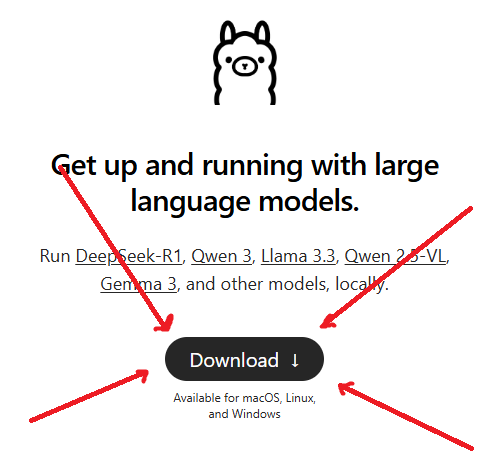 Get up and running with large
language models.
Run DeepSeek-R1, Qwen 3, Llama 3.3, Qwen 2.5-VL,
Gemma 3, and other models, locally.
Download ↓
Available for macOS, Linux,
and Windows